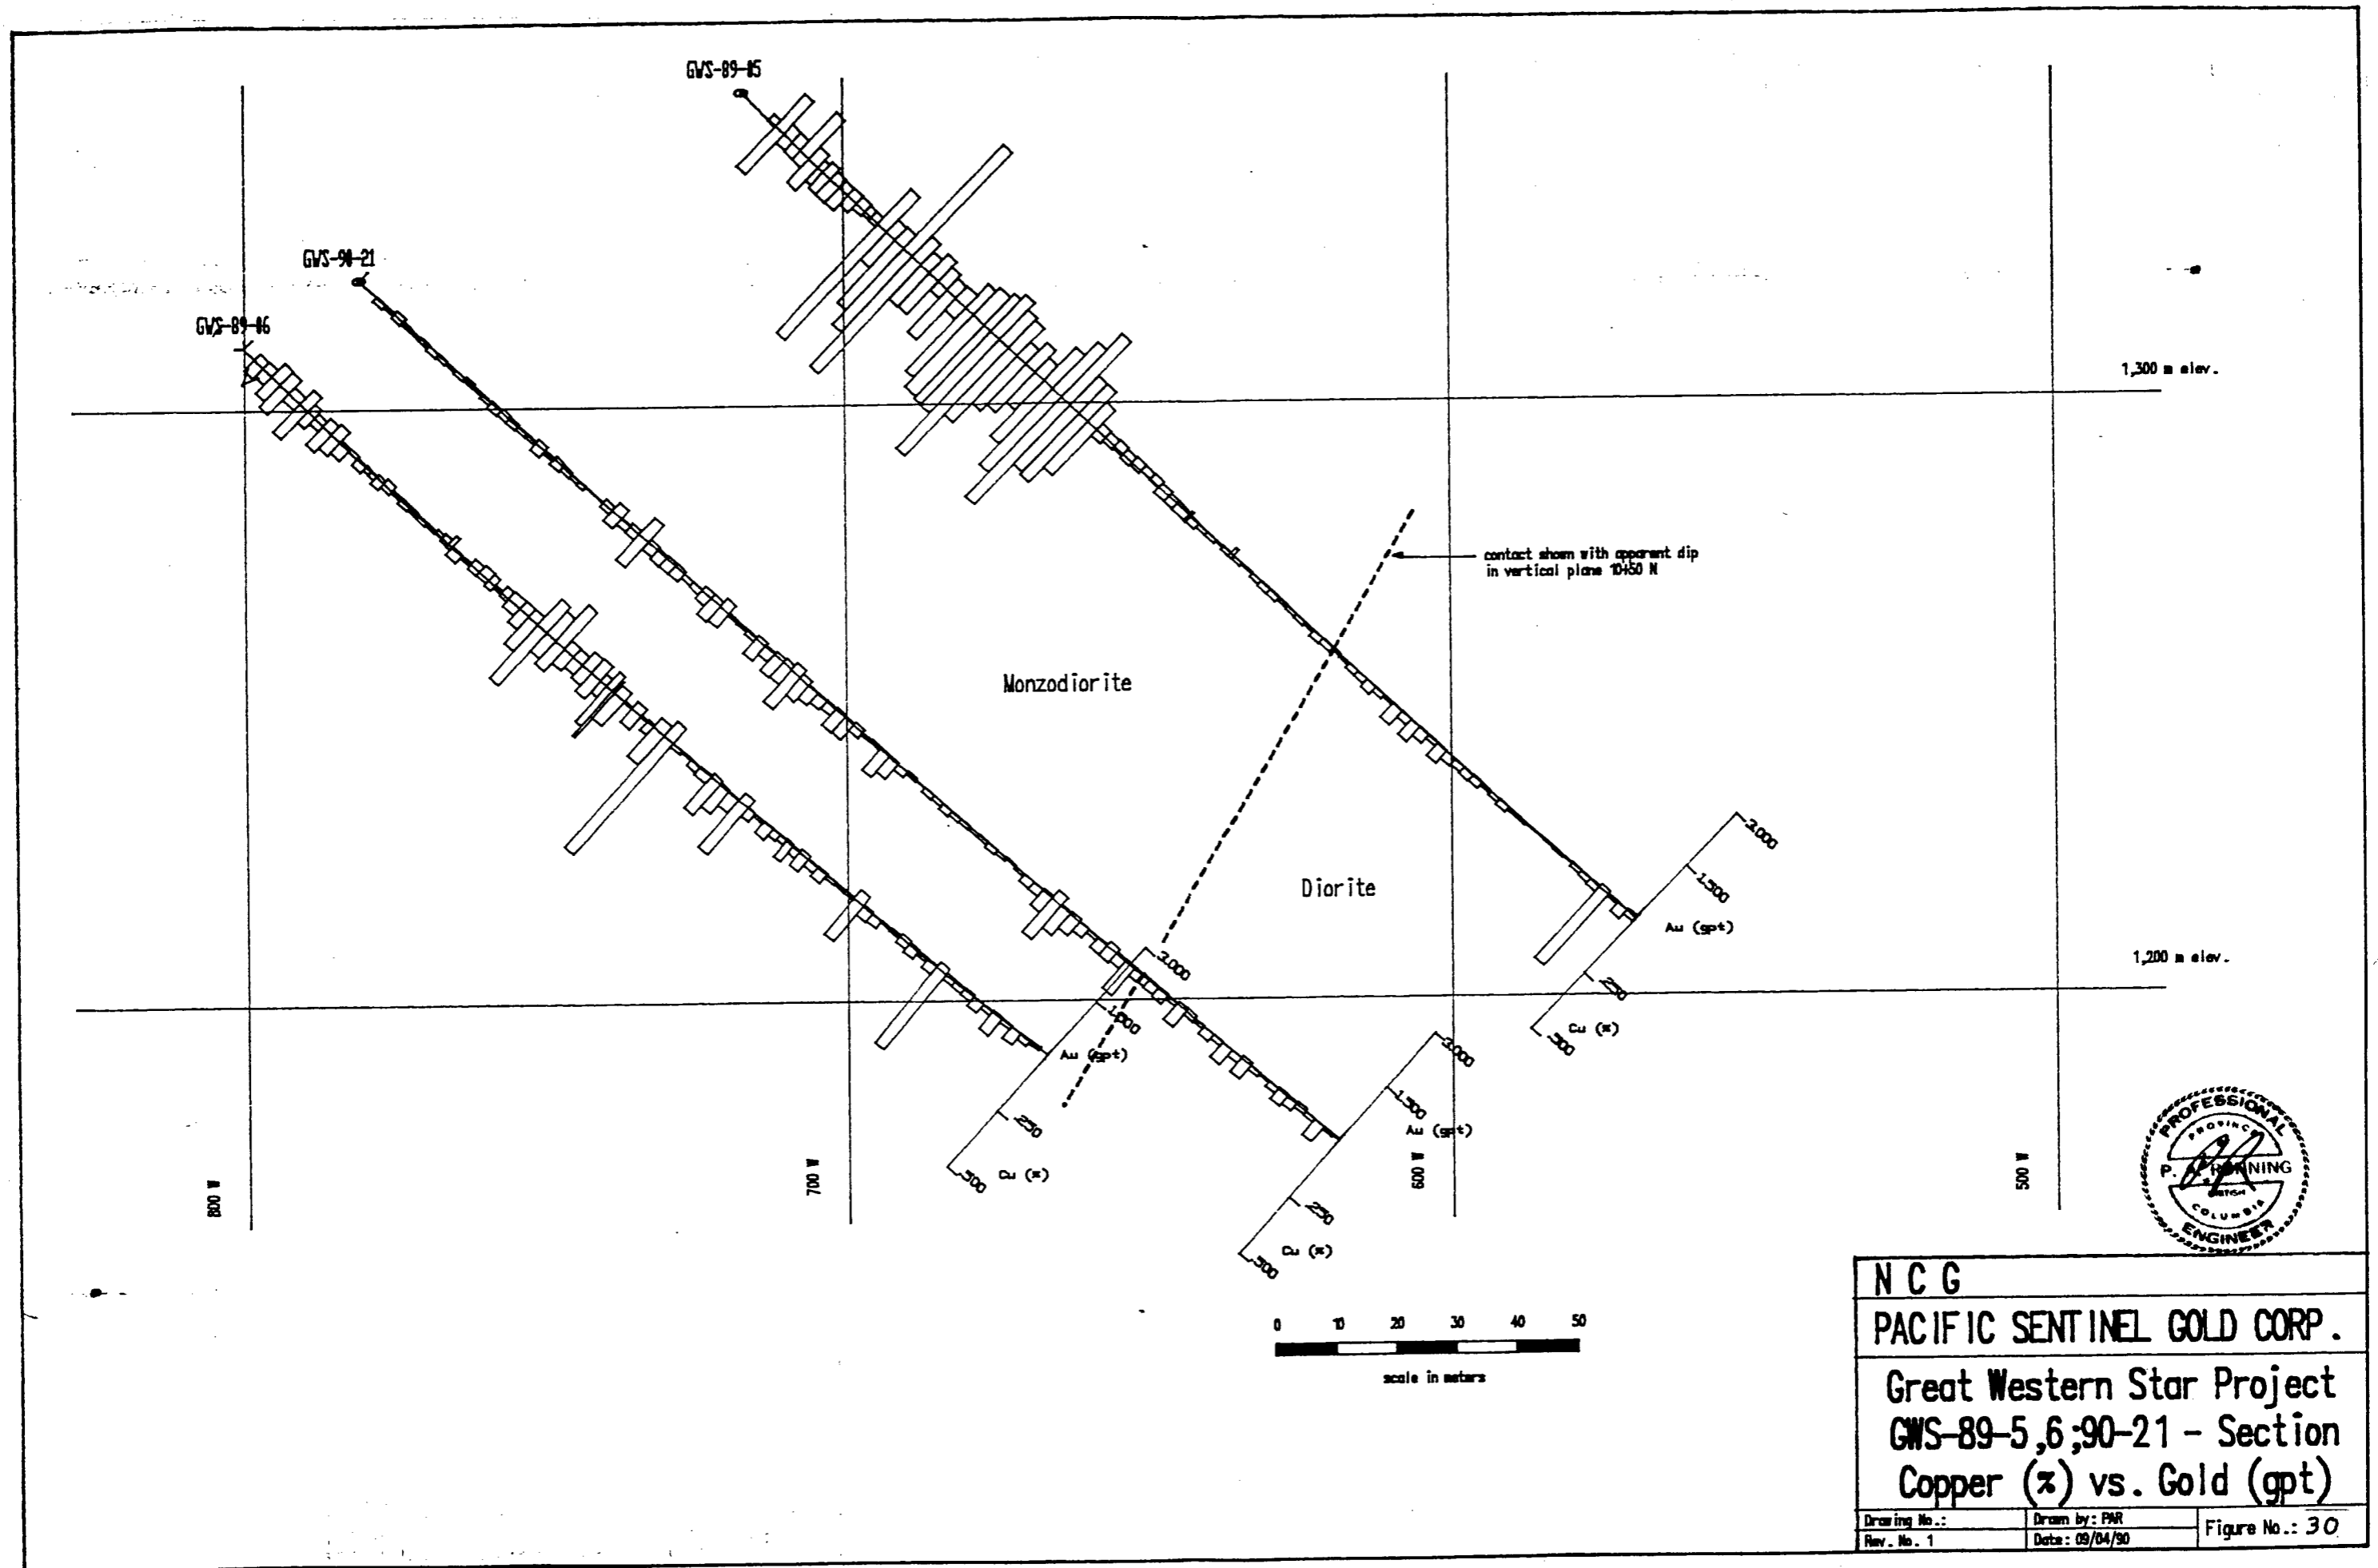 GWS-89-05
GWS-90-21
GWS-89-06
1,300 m elev.
contact shown with apparent dip
in vertical plane 10+50 N
Monzodiorite
Diorite
3.000
1.500
Au (gpt)
.250
Cu (%)
.500
1,200 m elev.
3.000
Au (gpt)
.250
Cu (%)
.500
3.000
1.500
Au (gpt)
.250
Cu (%)
.500
800 W
700 W
600 W
500 W
PROFESSIONAL
PROVINCE
P. A. RONNING
BRITISH
COLUMBIA
ENGINEER
0 10 20 30 40 50
scale in meters
N C G
PACIFIC SENTINEL GOLD CORP.
Great Western Star Project
GWS-89-5,6;90-21 - Section
Copper (%) vs. Gold (gpt)
Drawing No.:
Drawn by: PAR
Rev. No. 1
Date: 09/04/90
Figure No.: 30